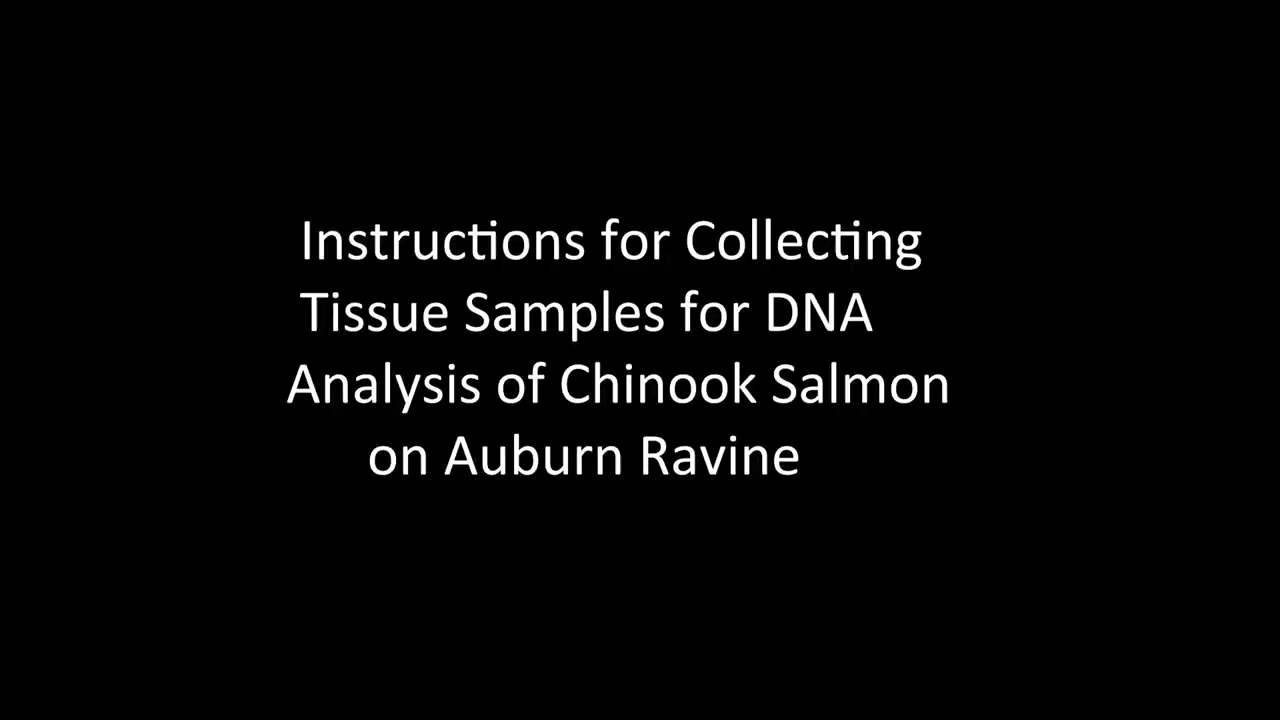 Instructions for Collecting
Tissue Samples for DNA
Analysis of Chinook Salmon
on Auburn Ravine